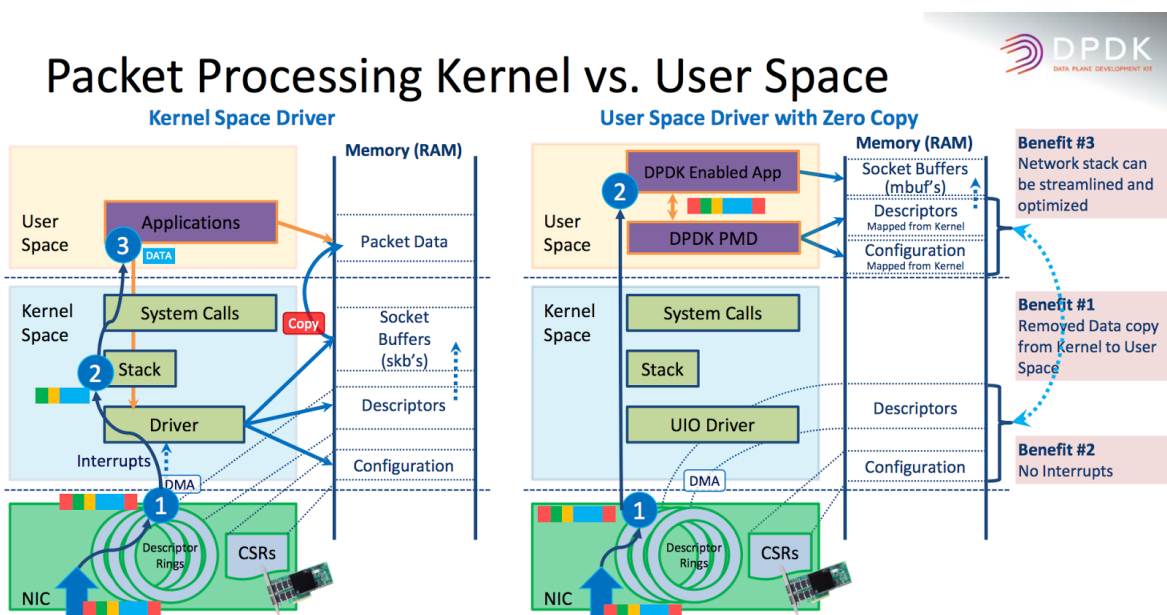 DPDK
DATA PLANE DEVELOPMENT KIT
Packet Processing Kernel vs. User Space
Kernel Space Driver
Memory (RAM)
User
Space
Applications
3
DATA
Packet Data
Kernel
Space
System Calls
Copy
Socket
Buffers
(skb's)
2
Stack
Driver
Descriptors
Interrupts
DMA
Configuration
1
Descriptor
Rings
CSRs
NIC
User Space Driver with Zero Copy
Memory (RAM)
User
Space
2
DPDK Enabled App
DPDK PMD
Socket Buffers
(mbuf's)
Descriptors
Mapped from Kernel
Configuration
Mapped from Kernel
Kernel
Space
System Calls
Stack
UIO Driver
Descriptors
DMA
Configuration
1
Descriptor
Rings
CSRs
NIC
Benefit #3
Network stack can
be streamlined and
optimized
Benefit #1
Removed Data copy
from Kernel to User
Space
Benefit #2
No Interrupts